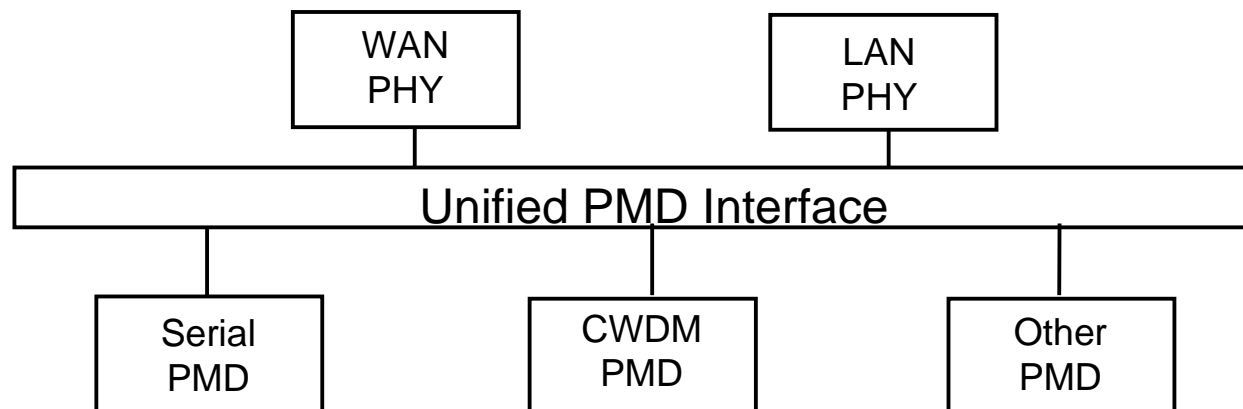 WAN
PHY
LAN
PHY
Unified PMD Interface
Serial
PMD
CWDM
PMD
Other
PMD